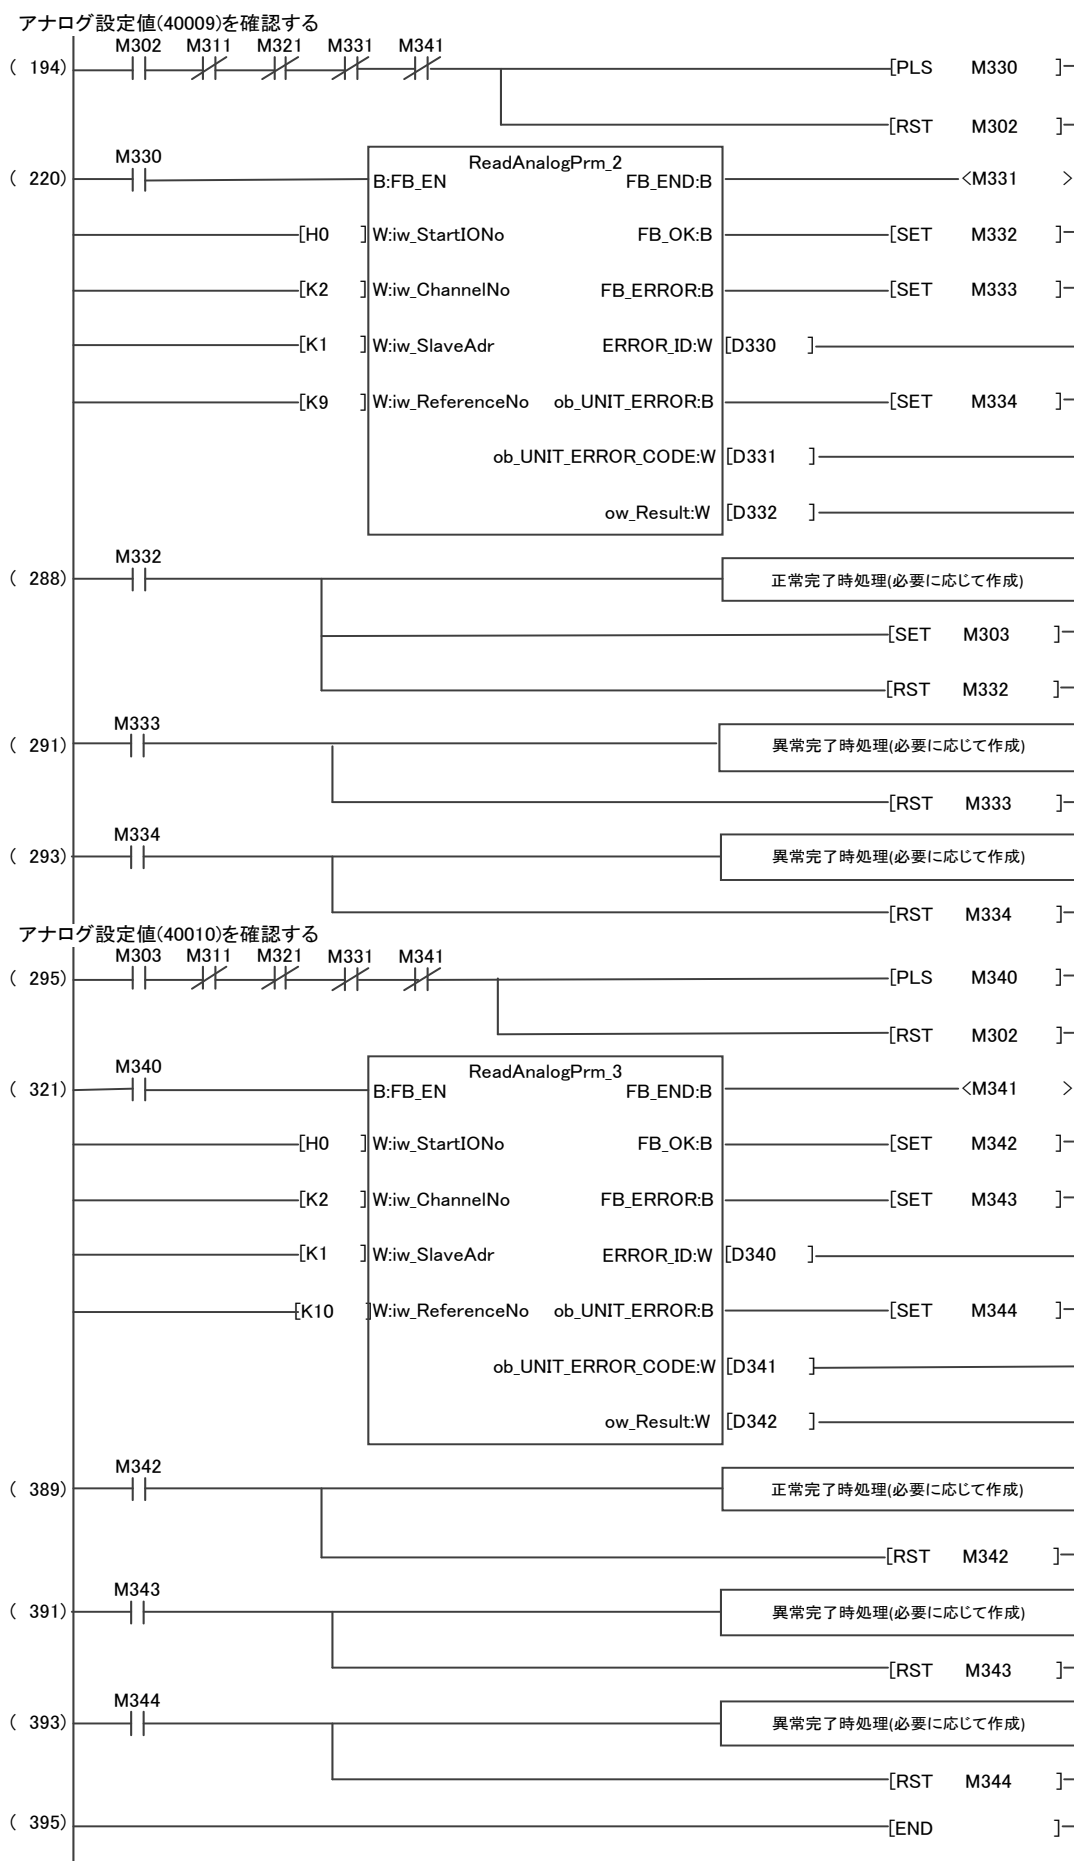 アナログ設定値(40009)を確認する
M302 M311 M321 M331 M341
( 194) [PLS M330 ]
[RST M302 ]
M330
ReadAnalogPrm_2
( 220) B:FB_EN FB_END:B <M331 >
[H0 ] W:iw_StartIONo FB_OK:B [SET M332 ]
[K2 ] W:iw_ChannelNo FB_ERROR:B [SET M333 ]
[K1 ] W:iw_SlaveAdr ERROR_ID:W [D330 ]
[K9 ] W:iw_ReferenceNo ob_UNIT_ERROR:B [SET M334 ]
ob_UNIT_ERROR_CODE:W [D331 ]
ow_Result:W [D332 ]
M332
( 288) 正常完了時処理(必要に応じて作成)
[SET M303 ]
[RST M332 ]
M333
( 291) 異常完了時処理(必要に応じて作成)
[RST M333 ]
M334
( 293) 異常完了時処理(必要に応じて作成)
[RST M334 ]
アナログ設定値(40010)を確認する
M303 M311 M321 M331 M341
( 295) [PLS M340 ]
[RST M302 ]
M340
ReadAnalogPrm_3
( 321) B:FB_EN FB_END:B <M341 >
[H0 ] W:iw_StartIONo FB_OK:B [SET M342 ]
[K2 ] W:iw_ChannelNo FB_ERROR:B [SET M343 ]
[K1 ] W:iw_SlaveAdr ERROR_ID:W [D340 ]
[K10 ] W:iw_ReferenceNo ob_UNIT_ERROR:B [SET M344 ]
ob_UNIT_ERROR_CODE:W [D341 ]
ow_Result:W [D342 ]
M342
( 389) 正常完了時処理(必要に応じて作成)
[RST M342 ]
M343
( 391) 異常完了時処理(必要に応じて作成)
[RST M343 ]
M344
( 393) 異常完了時処理(必要に応じて作成)
[RST M344 ]
( 395) [END ]